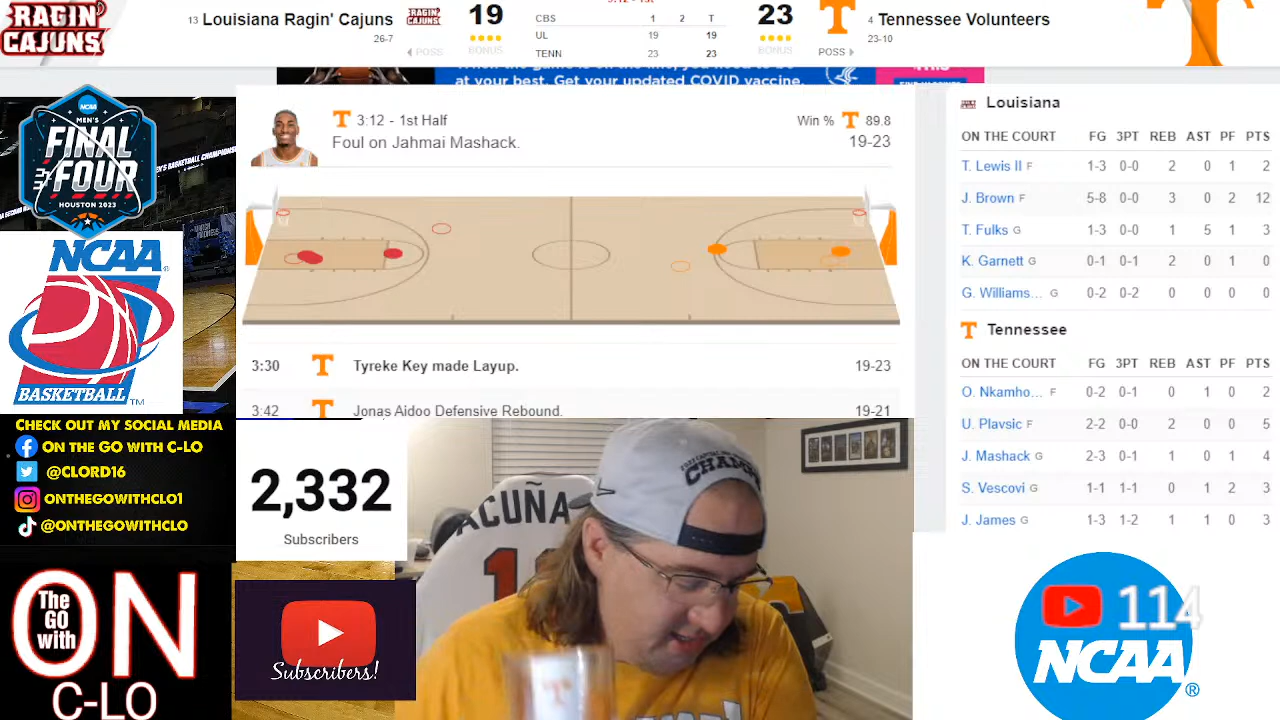 RAGIN'
CAJUNS
13 Louisiana Ragin' Cajuns
26-7
RAGIN'
CAJUNS
POSS
19
BONUS
CBS 1 2 T
UL 19 19
TENN 23 23
23
BONUS
POSS
4 Tennessee Volunteers
23-10
at your best. Get your updated COVID vaccine.
NCAA
MEN'S
FINAL
FOUR
HOUSTON 2023
NCAA
BASKETBALL TM
CHECK OUT MY SOCIAL MEDIA
ON THE GO WITH C-LO
@CLORD16
ONTHEGOWITHCLO1
@ONTHEGOWITHCLO
The
GO
with
ON
C-LO
3:12 - 1st Half
Foul on Jahmai Mashack.
Win % 89.8
19-23
3:30 Tyreke Key made Layup. 19-23
3:42 Jonas Aidoo Defensive Rebound. 19-21
2,332
Subscribers
Subscribers!
ACUÑA
CHAMP
Louisiana
ON THE COURT FG 3PT REB AST PF PTS
T. Lewis II F 1-3 0-0 2 0 1 2
J. Brown F 5-8 0-0 3 0 2 12
T. Fulks G 1-3 0-0 1 5 1 3
K. Garnett G 0-1 0-1 2 0 1 0
G. Williams... G 0-2 0-2 0 0 0 0
Tennessee
ON THE COURT FG 3PT REB AST PF PTS
O. Nkamho... F 0-2 0-1 0 1 0 2
U. Plavsic F 2-2 0-0 2 0 0 5
J. Mashack G 2-3 0-1 1 0 1 4
S. Vescovi G 1-1 1-1 0 1 2 3
J. James G 1-3 1-2 1 1 0 3
114
NCAA®